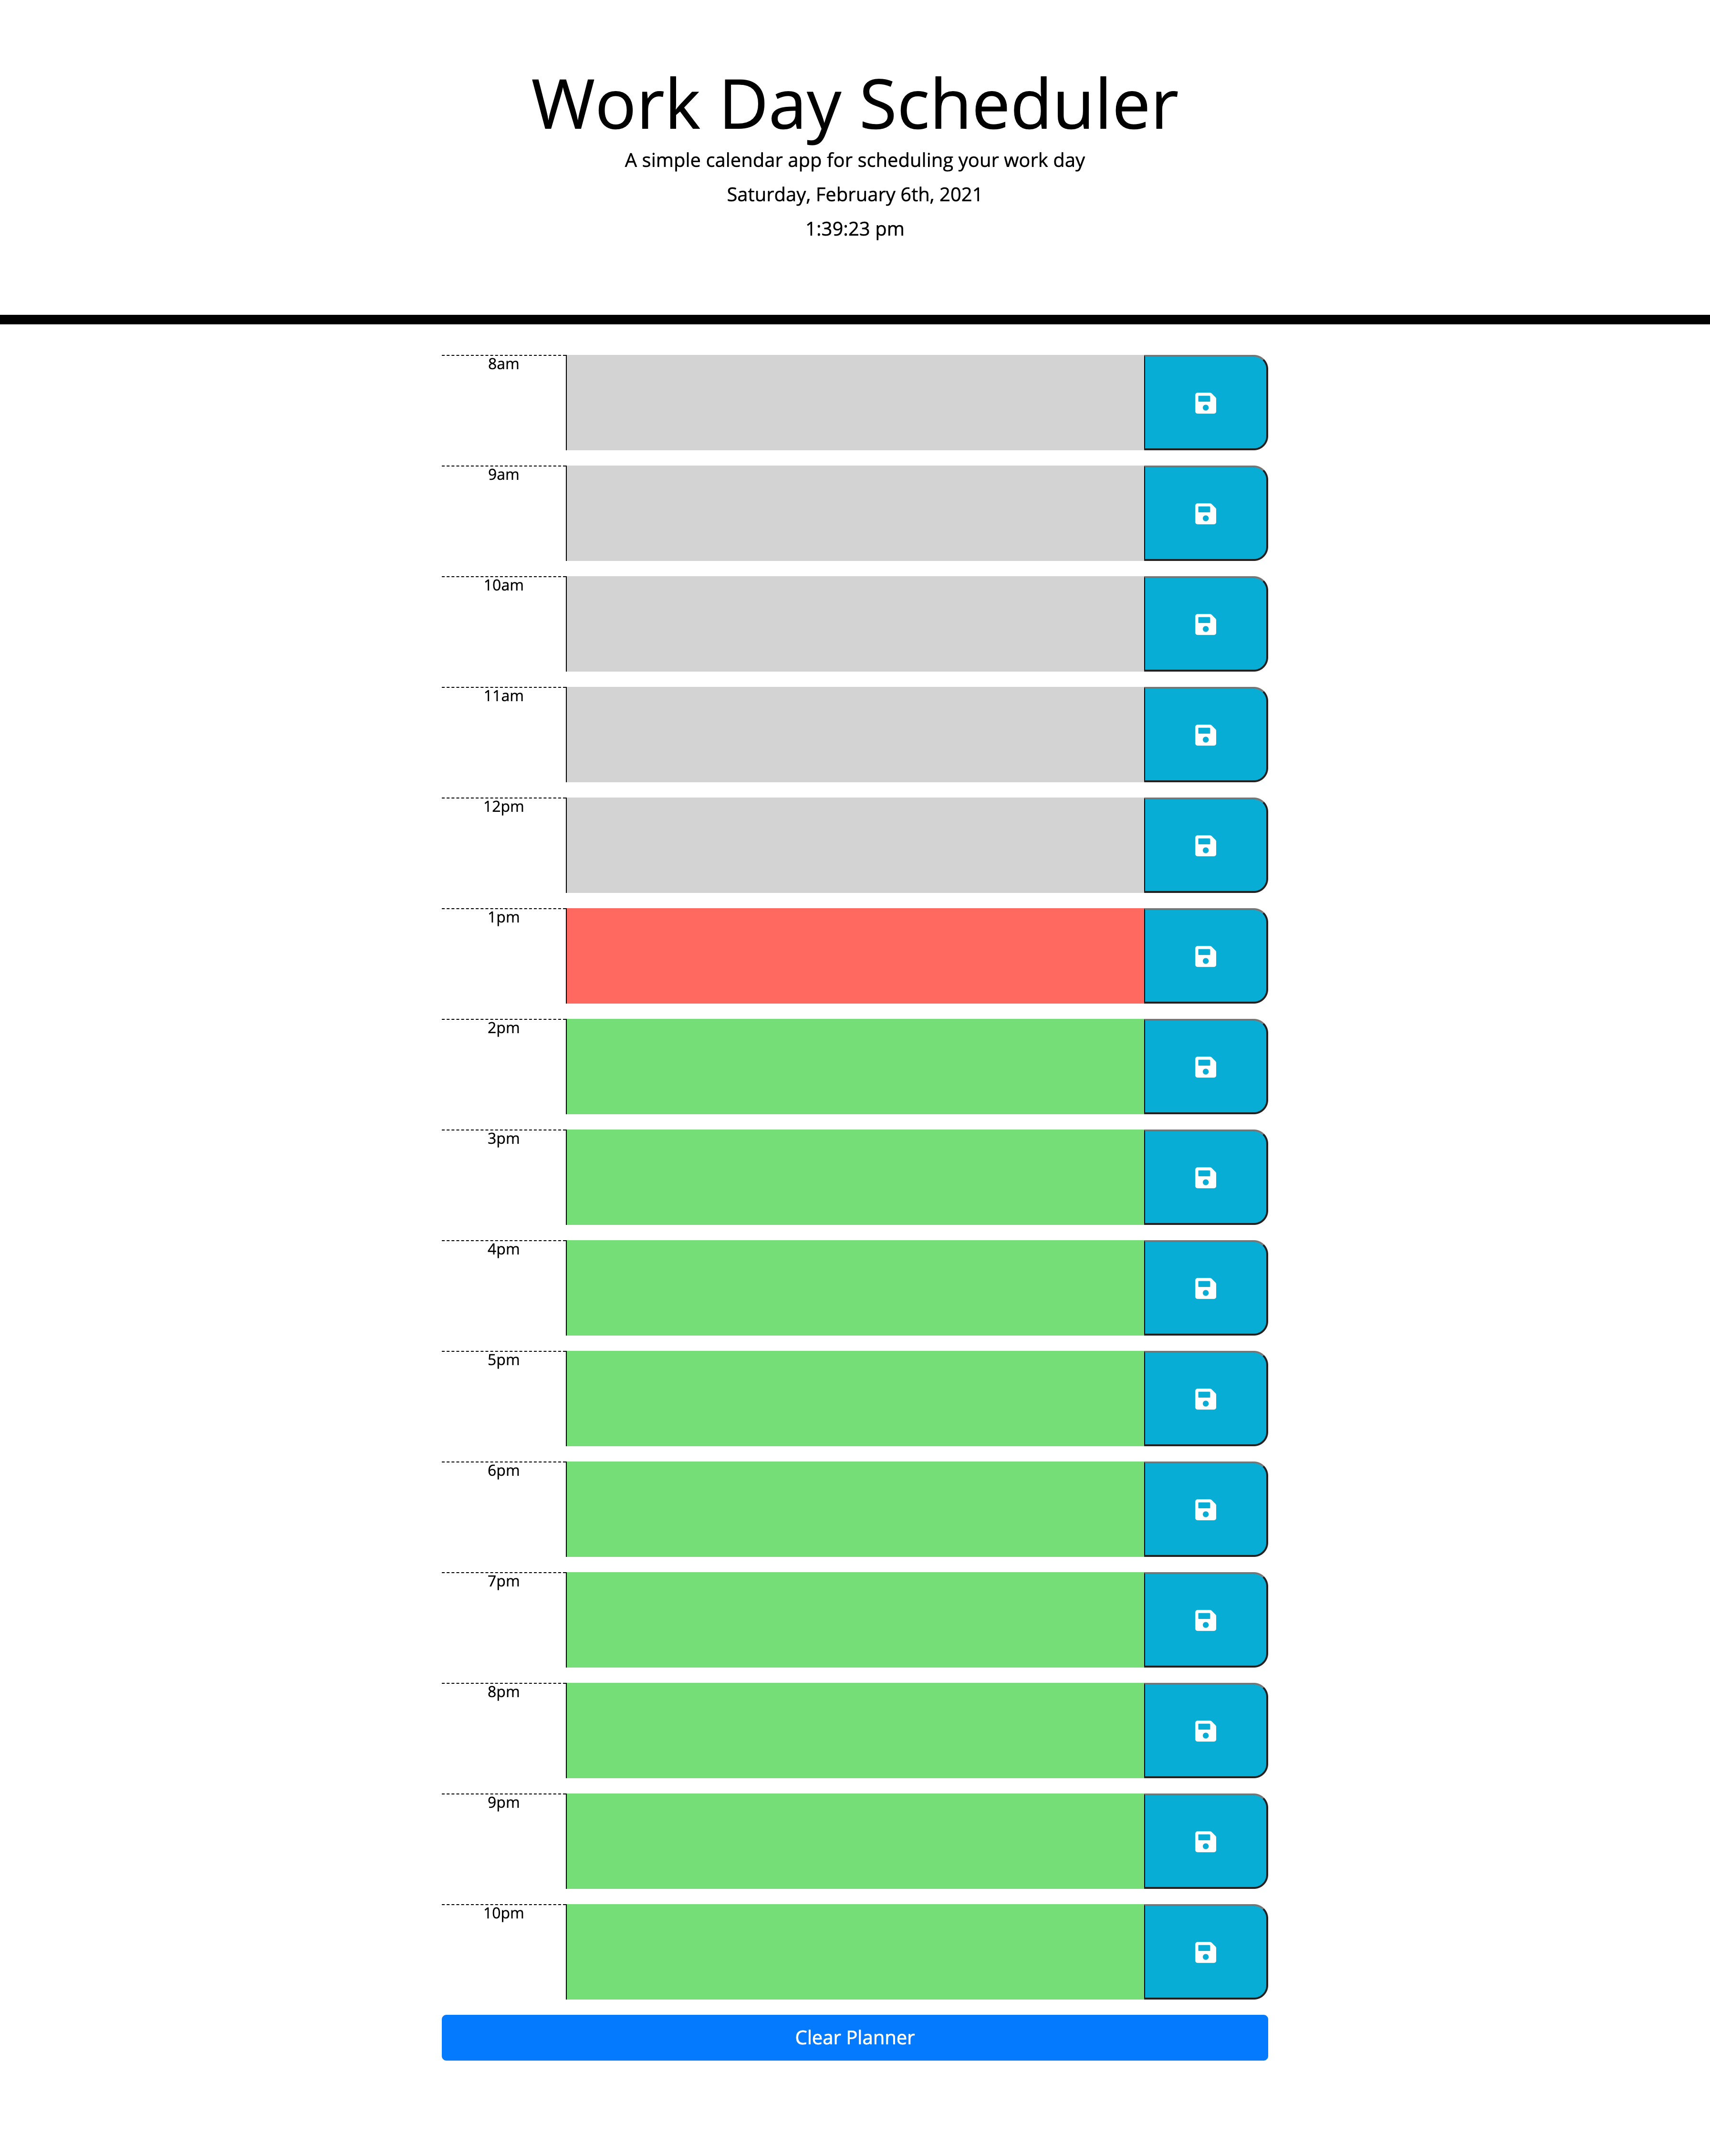 Work Day Scheduler
A simple calendar app for scheduling your work day
Saturday, February 6th, 2021
1:39:23 pm
8am
9am
10am
11am
12pm
1pm
2pm
3pm
4pm
5pm
6pm
7pm
8pm
9pm
10pm
Clear Planner